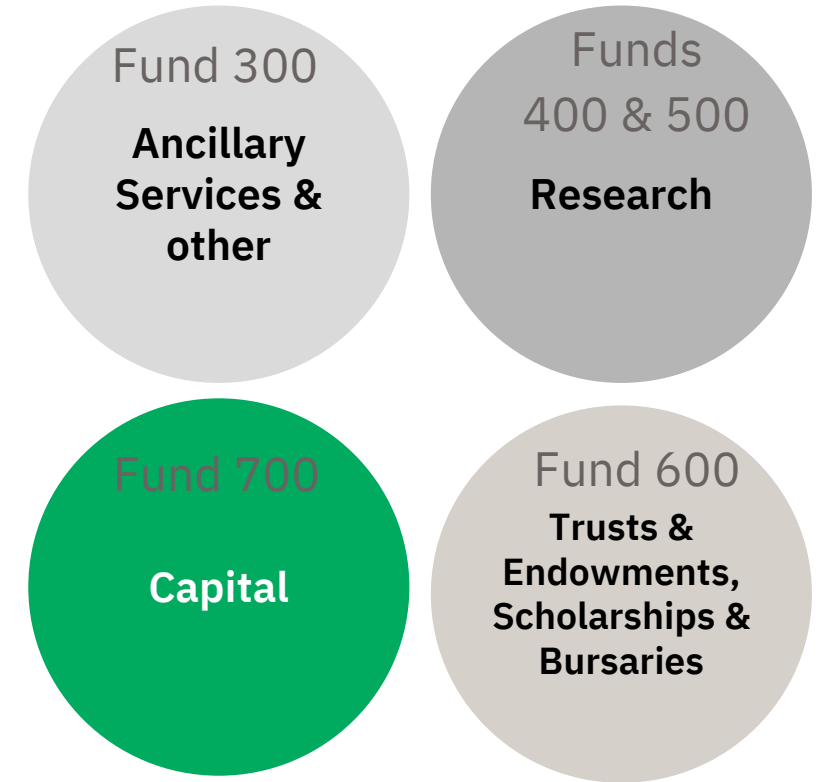 Fund 300
Ancillary
Services &
other
Funds
400 & 500
Research
Fund 700
Capital
Fund 600
Trusts &
Endowments,
Scholarships &
Bursaries